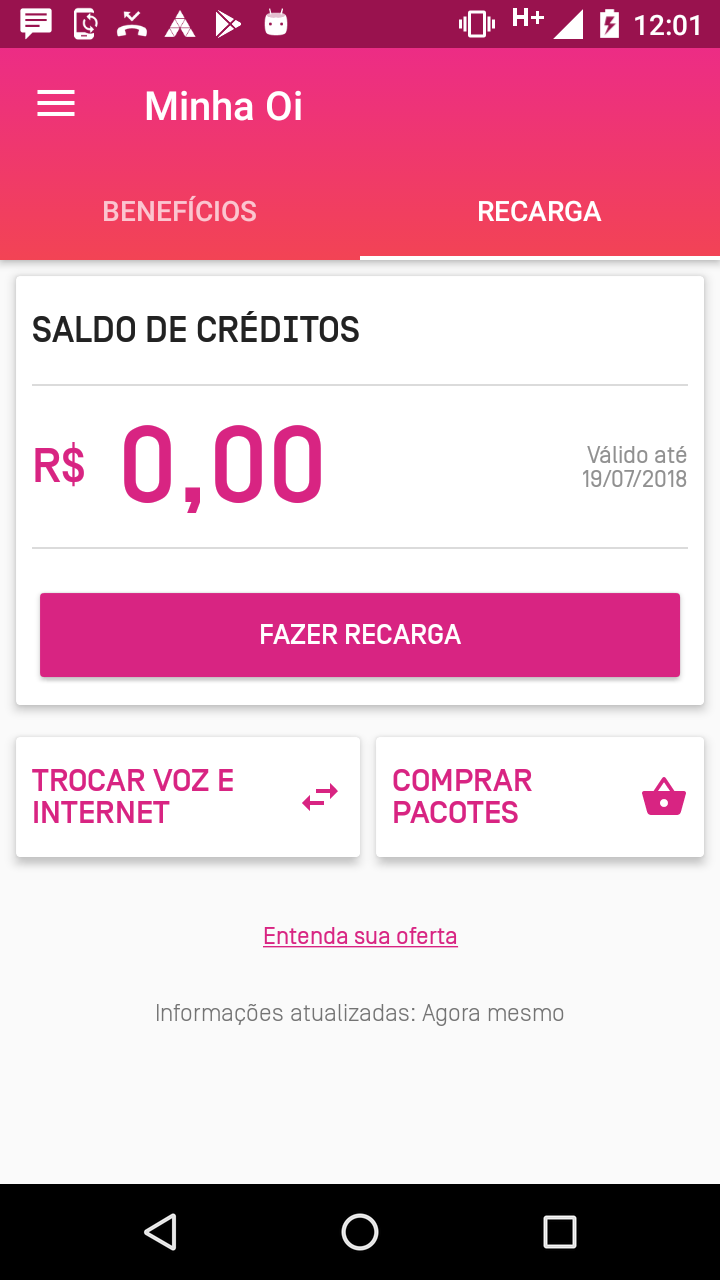 H+ 12:01
Minha Oi
BENEFÍCIOS RECARGA
SALDO DE CRÉDITOS
R$ 0,00
Válido até
19/07/2018
FAZER RECARGA
TROCAR VOZ E
INTERNET
COMPRAR
PACOTES
Entenda sua oferta
Informações atualizadas: Agora mesmo